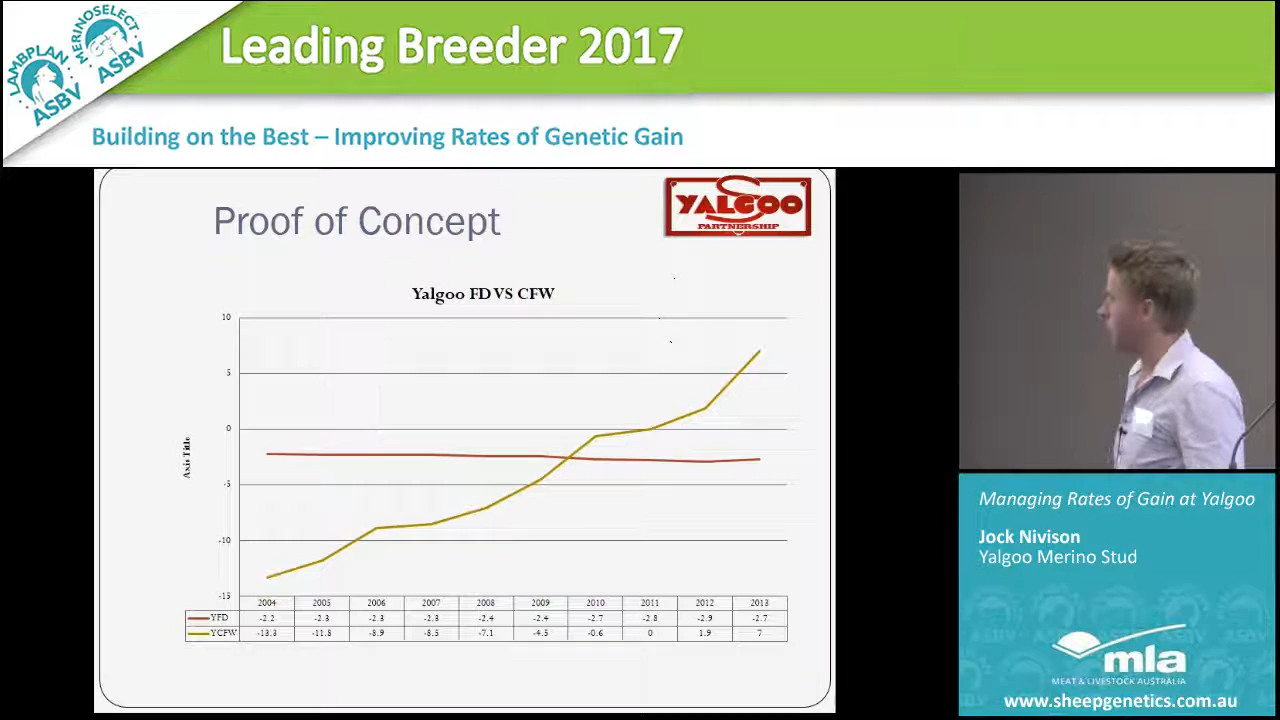 LAMBPLAN
ASBV
MERINOSELECT
ASBV
Leading Breeder 2017
Building on the Best – Improving Rates of Genetic Gain
Proof of Concept
YALGOO
PARTNERSHIP
Yalgoo FD VS CFW
Axis Title
10
5
0
-5
-10
-15
2004 2005 2006 2007 2008 2009 2010 2011 2012 2013
YFD -2.2 -2.3 -2.3 -2.3 -2.4 -2.4 -2.7 -2.8 -2.9 -2.7
YCFW -13.3 -11.8 -8.9 -8.5 -7.1 -4.5 -0.6 0 1.9 7
Managing Rates of Gain at Yalgoo
Jock Nivison
Yalgoo Merino Stud
mla
MEAT & LIVESTOCK AUSTRALIA
www.sheepgenetics.com.au